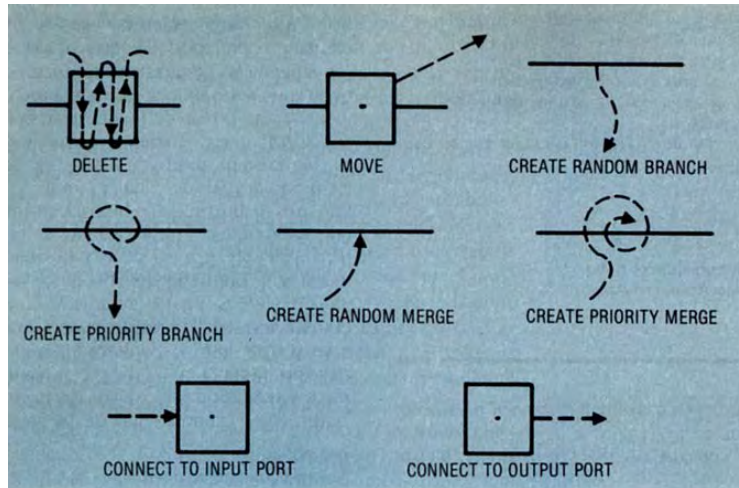 DELETE
MOVE
CREATE RANDOM BRANCH
CREATE PRIORITY BRANCH
CREATE RANDOM MERGE
CREATE PRIORITY MERGE
CONNECT TO INPUT PORT
CONNECT TO OUTPUT PORT